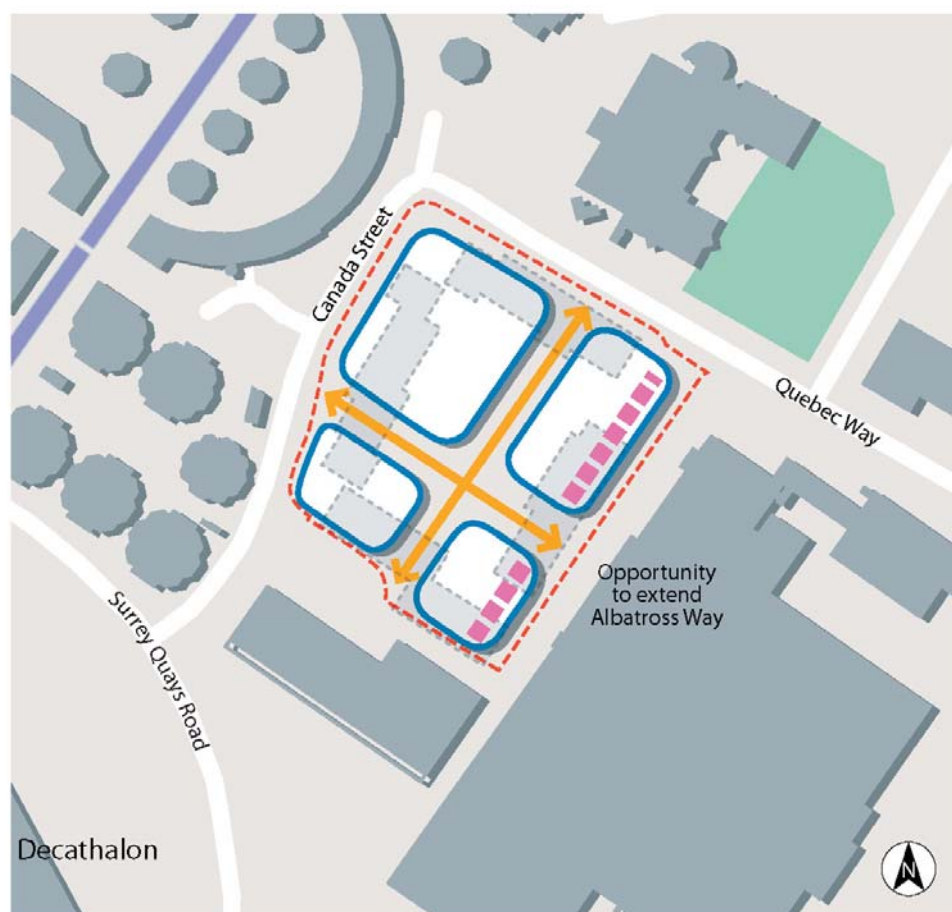 Canada Street
Quebec Way
Opportunity
to extend
Albatross Way
Surrey Quays Road
Decathalon
N